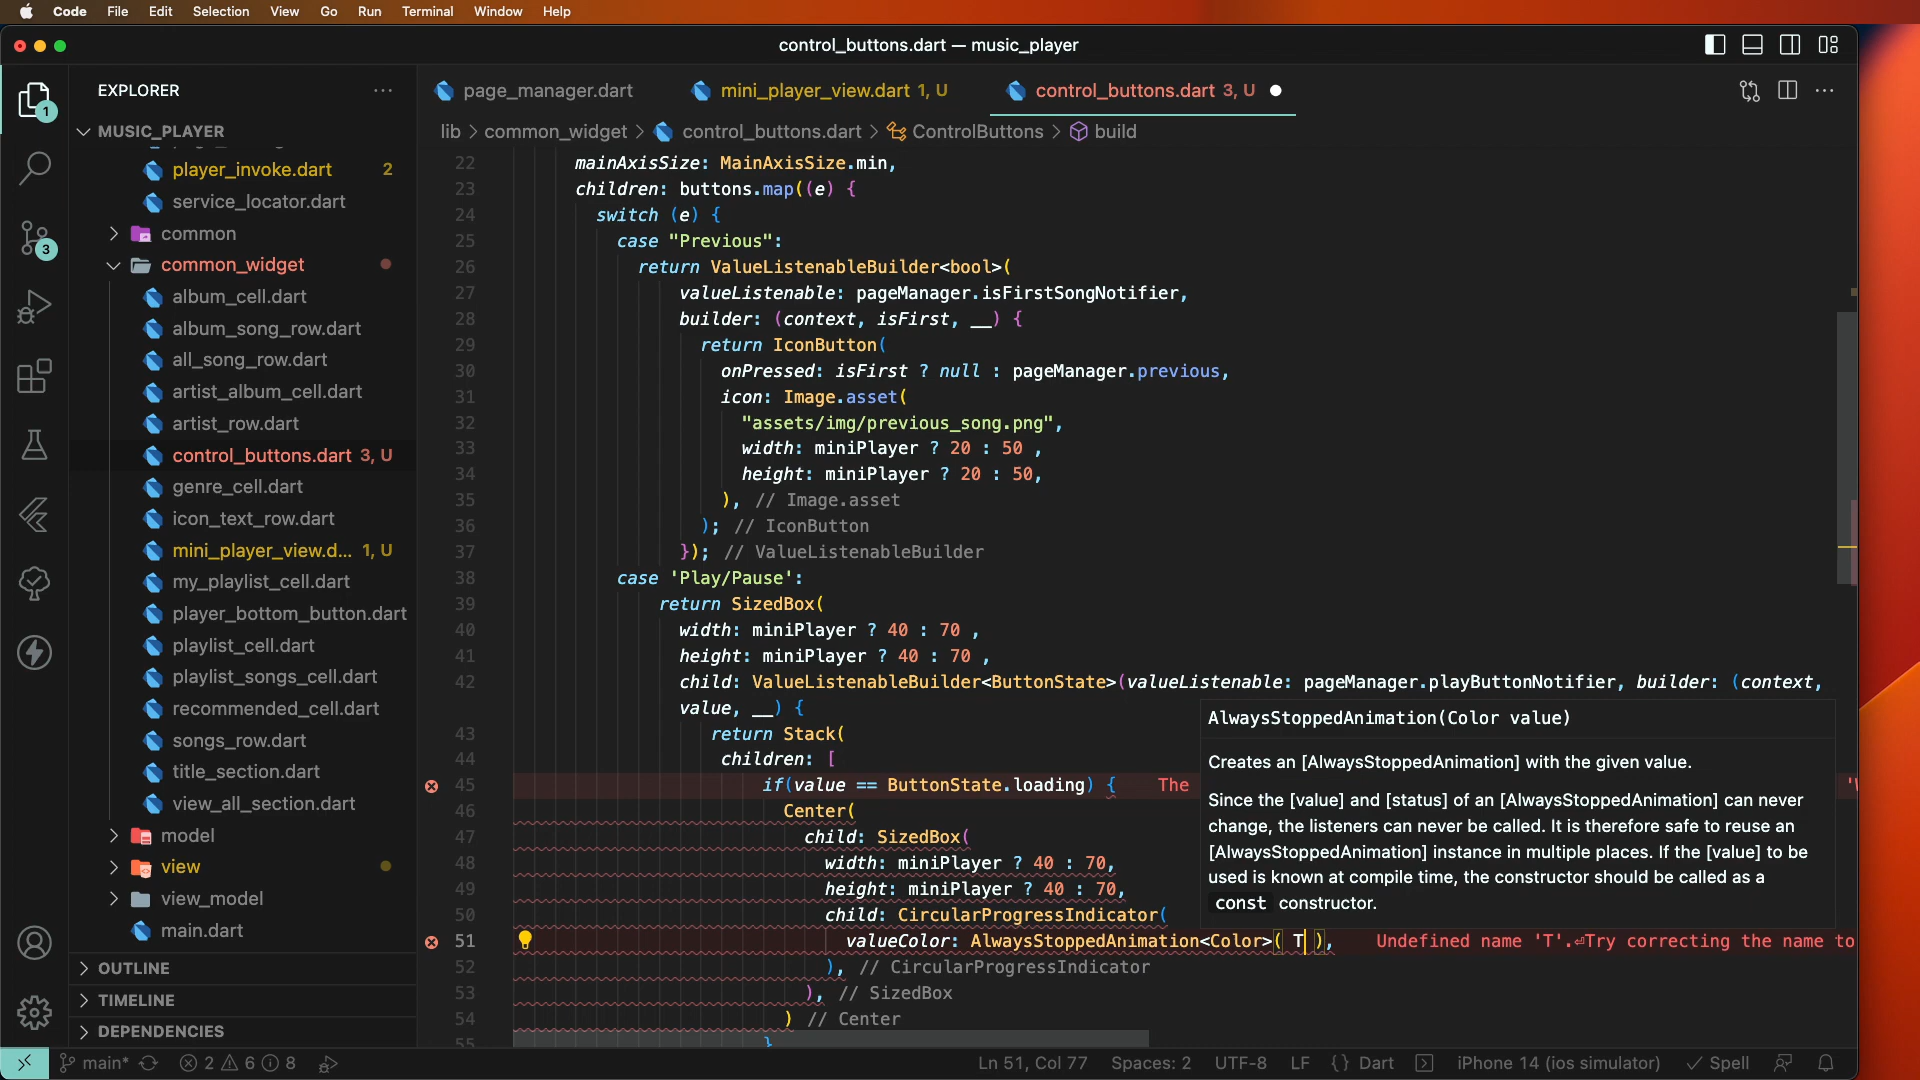 Code File Edit Selection View Go Run Terminal Window Help
control_buttons.dart — music_player
EXPLORER
page_manager.dart
mini_player_view.dart 1, U
control_buttons.dart 3, U
1
MUSIC_PLAYER
lib > common_widget > control_buttons.dart > ControlButtons > build
player_invoke.dart 2
service_locator.dart
common
3
common_widget
album_cell.dart
album_song_row.dart
all_song_row.dart
artist_album_cell.dart
artist_row.dart
control_buttons.dart 3, U
genre_cell.dart
icon_text_row.dart
mini_player_view.d... 1, U
my_playlist_cell.dart
player_bottom_button.dart
playlist_cell.dart
playlist_songs_cell.dart
recommended_cell.dart
songs_row.dart
title_section.dart
view_all_section.dart
model
view
view_model
main.dart
OUTLINE
TIMELINE
DEPENDENCIES
22 mainAxisSize: MainAxisSize.min,
23 children: buttons.map((e) {
24 switch (e) {
25 case "Previous":
26 return ValueListenableBuilder<bool>(
27 valueListenable: pageManager.isFirstSongNotifier,
28 builder: (context, isFirst, __) {
29 return IconButton(
30 onPressed: isFirst ? null : pageManager.previous,
31 icon: Image.asset(
32 "assets/img/previous_song.png",
33 width: miniPlayer ? 20 : 50 ,
34 height: miniPlayer ? 20 : 50,
35 ), // Image.asset
36 ); // IconButton
37 }); // ValueListenableBuilder
38 case 'Play/Pause':
39 return SizedBox(
40 width: miniPlayer ? 40 : 70 ,
41 height: miniPlayer ? 40 : 70 ,
42 child: ValueListenableBuilder<ButtonState>(valueListenable: pageManager.playButtonNotifier, builder: (context,
value, __) {
43 return Stack(
44 children: [
45 if(value == ButtonState.loading) { The
46 Center(
47 child: SizedBox(
48 width: miniPlayer ? 40 : 70,
49 height: miniPlayer ? 40 : 70,
50 child: CircularProgressIndicator(
51 valueColor: AlwaysStoppedAnimation<Color>( T ), Undefined name 'T'.⏎Try correcting the name to
52 ), // CircularProgressIndicator
53 ), // SizedBox
54 ) // Center
55 }
AlwaysStoppedAnimation(Color value)
Creates an [AlwaysStoppedAnimation] with the given value.
Since the [value] and [status] of an [AlwaysStoppedAnimation] can never
change, the listeners can never be called. It is therefore safe to reuse an
[AlwaysStoppedAnimation] instance in multiple places. If the [value] to be
used is known at compile time, the constructor should be called as a
const constructor.
main* 2 6 8 Ln 51, Col 77 Spaces: 2 UTF-8 LF {} Dart iPhone 14 (ios simulator) Spell